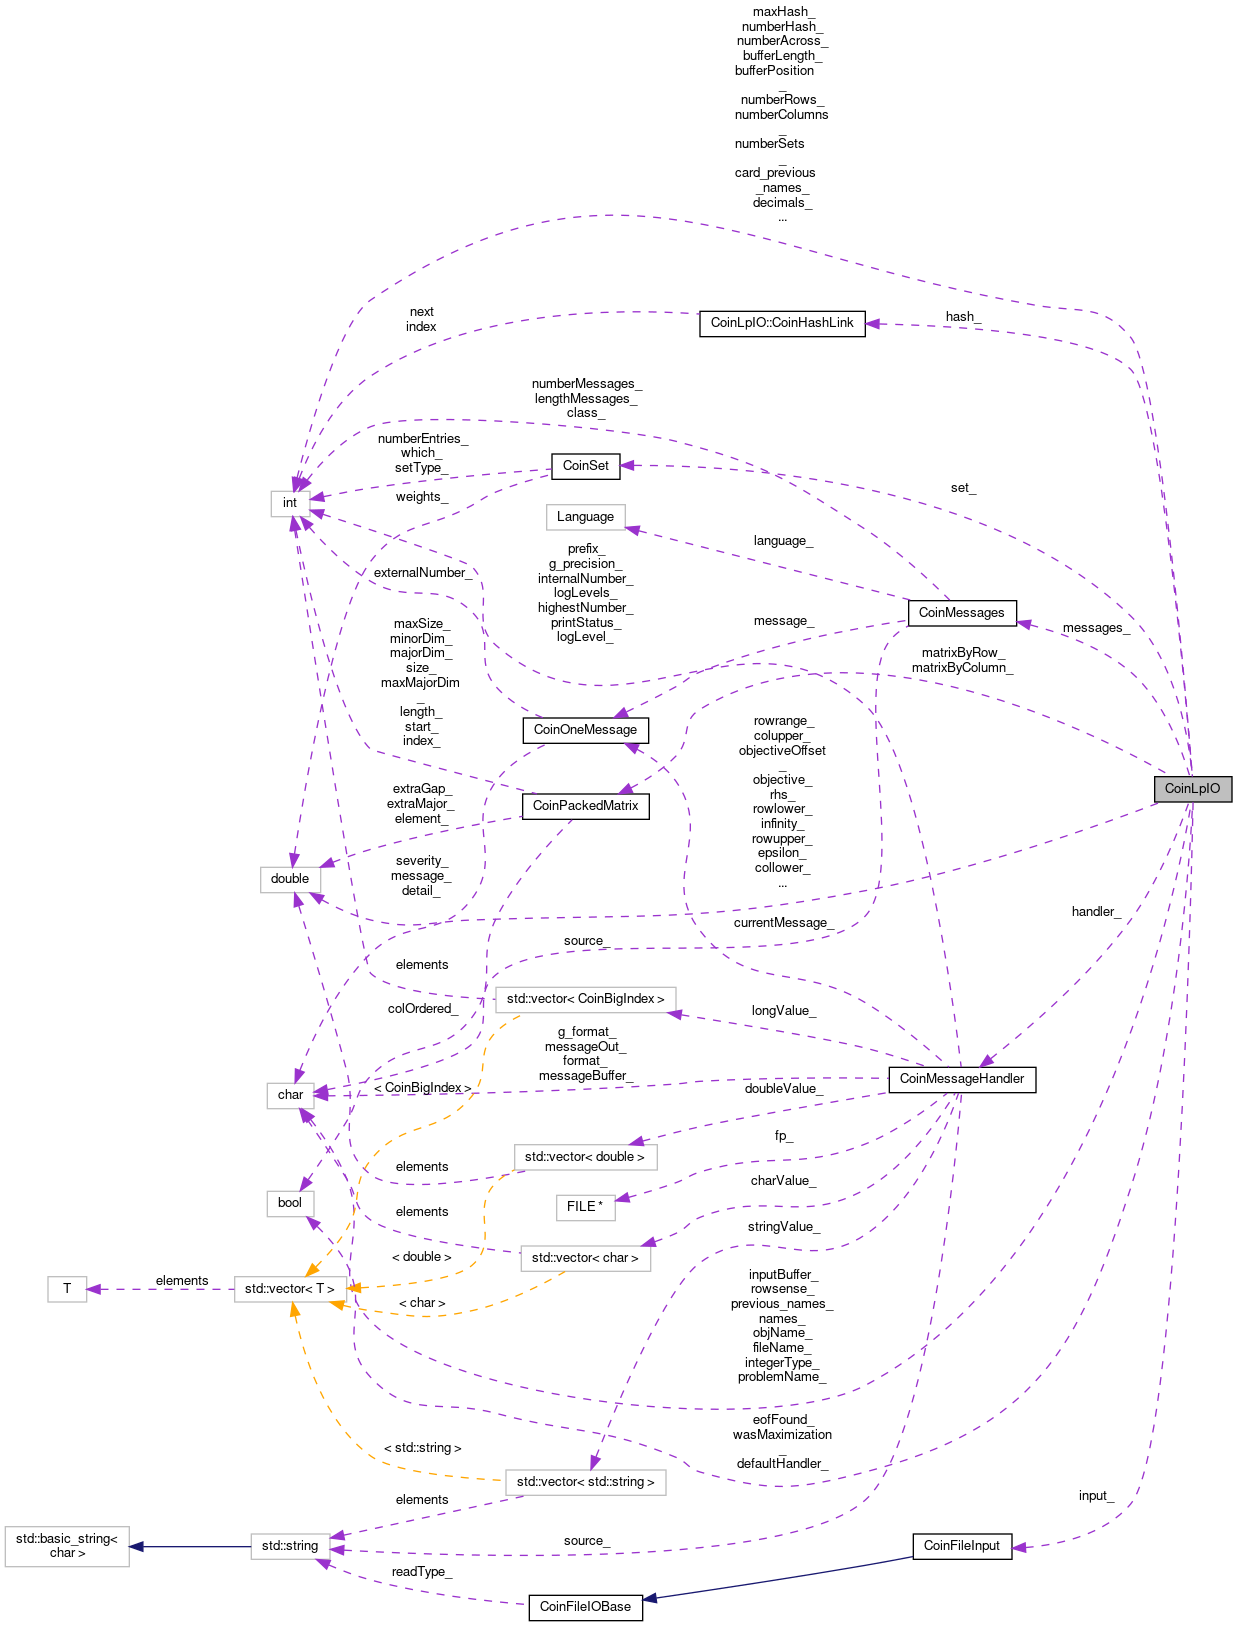 maxHash_
numberHash_
numberAcross_
bufferLength_
bufferPosition
_
numberRows_
numberColumns
_
numberSets
_
card_previous
_names_
decimals_
...
next
index
CoinLpIO::CoinHashLink
hash_
numberMessages_
lengthMessages_
class_
numberEntries_
which_
setType_
CoinSet
set_
weights_
int
Language
language_
prefix_
g_precision_
internalNumber_
logLevels_
highestNumber_
printStatus_
logLevel_
externalNumber_
CoinMessages
messages_
message_
maxSize_
minorDim_
majorDim_
size_
maxMajorDim
_
length_
start_
index_
matrixByRow_
matrixByColumn_
CoinOneMessage
rowrange_
colupper_
objectiveOffset
_
objective_
rhs_
rowlower_
infinity_
rowupper_
epsilon_
collower_
...
CoinLpIO
CoinPackedMatrix
extraGap_
extraMajor_
element_
double
severity_
message_
detail_
handler_
currentMessage_
source_
elements
std::vector< CoinBigIndex >
longValue_
colOrdered_
g_format_
messageOut_
format_
messageBuffer_
CoinMessageHandler
char
< CoinBigIndex >
doubleValue_
fp_
std::vector< double >
elements
charValue_
bool
FILE *
elements
stringValue_
std::vector< char >
< double >
T
elements
std::vector< T >
< char >
inputBuffer_
rowsense_
previous_names_
names_
objName_
fileName_
integerType_
problemName_
eofFound_
wasMaximization
_
defaultHandler_
< std::string >
std::vector< std::string >
elements
input_
std::basic_string<
char >
std::string
source_
CoinFileInput
readType_
CoinFileIOBase